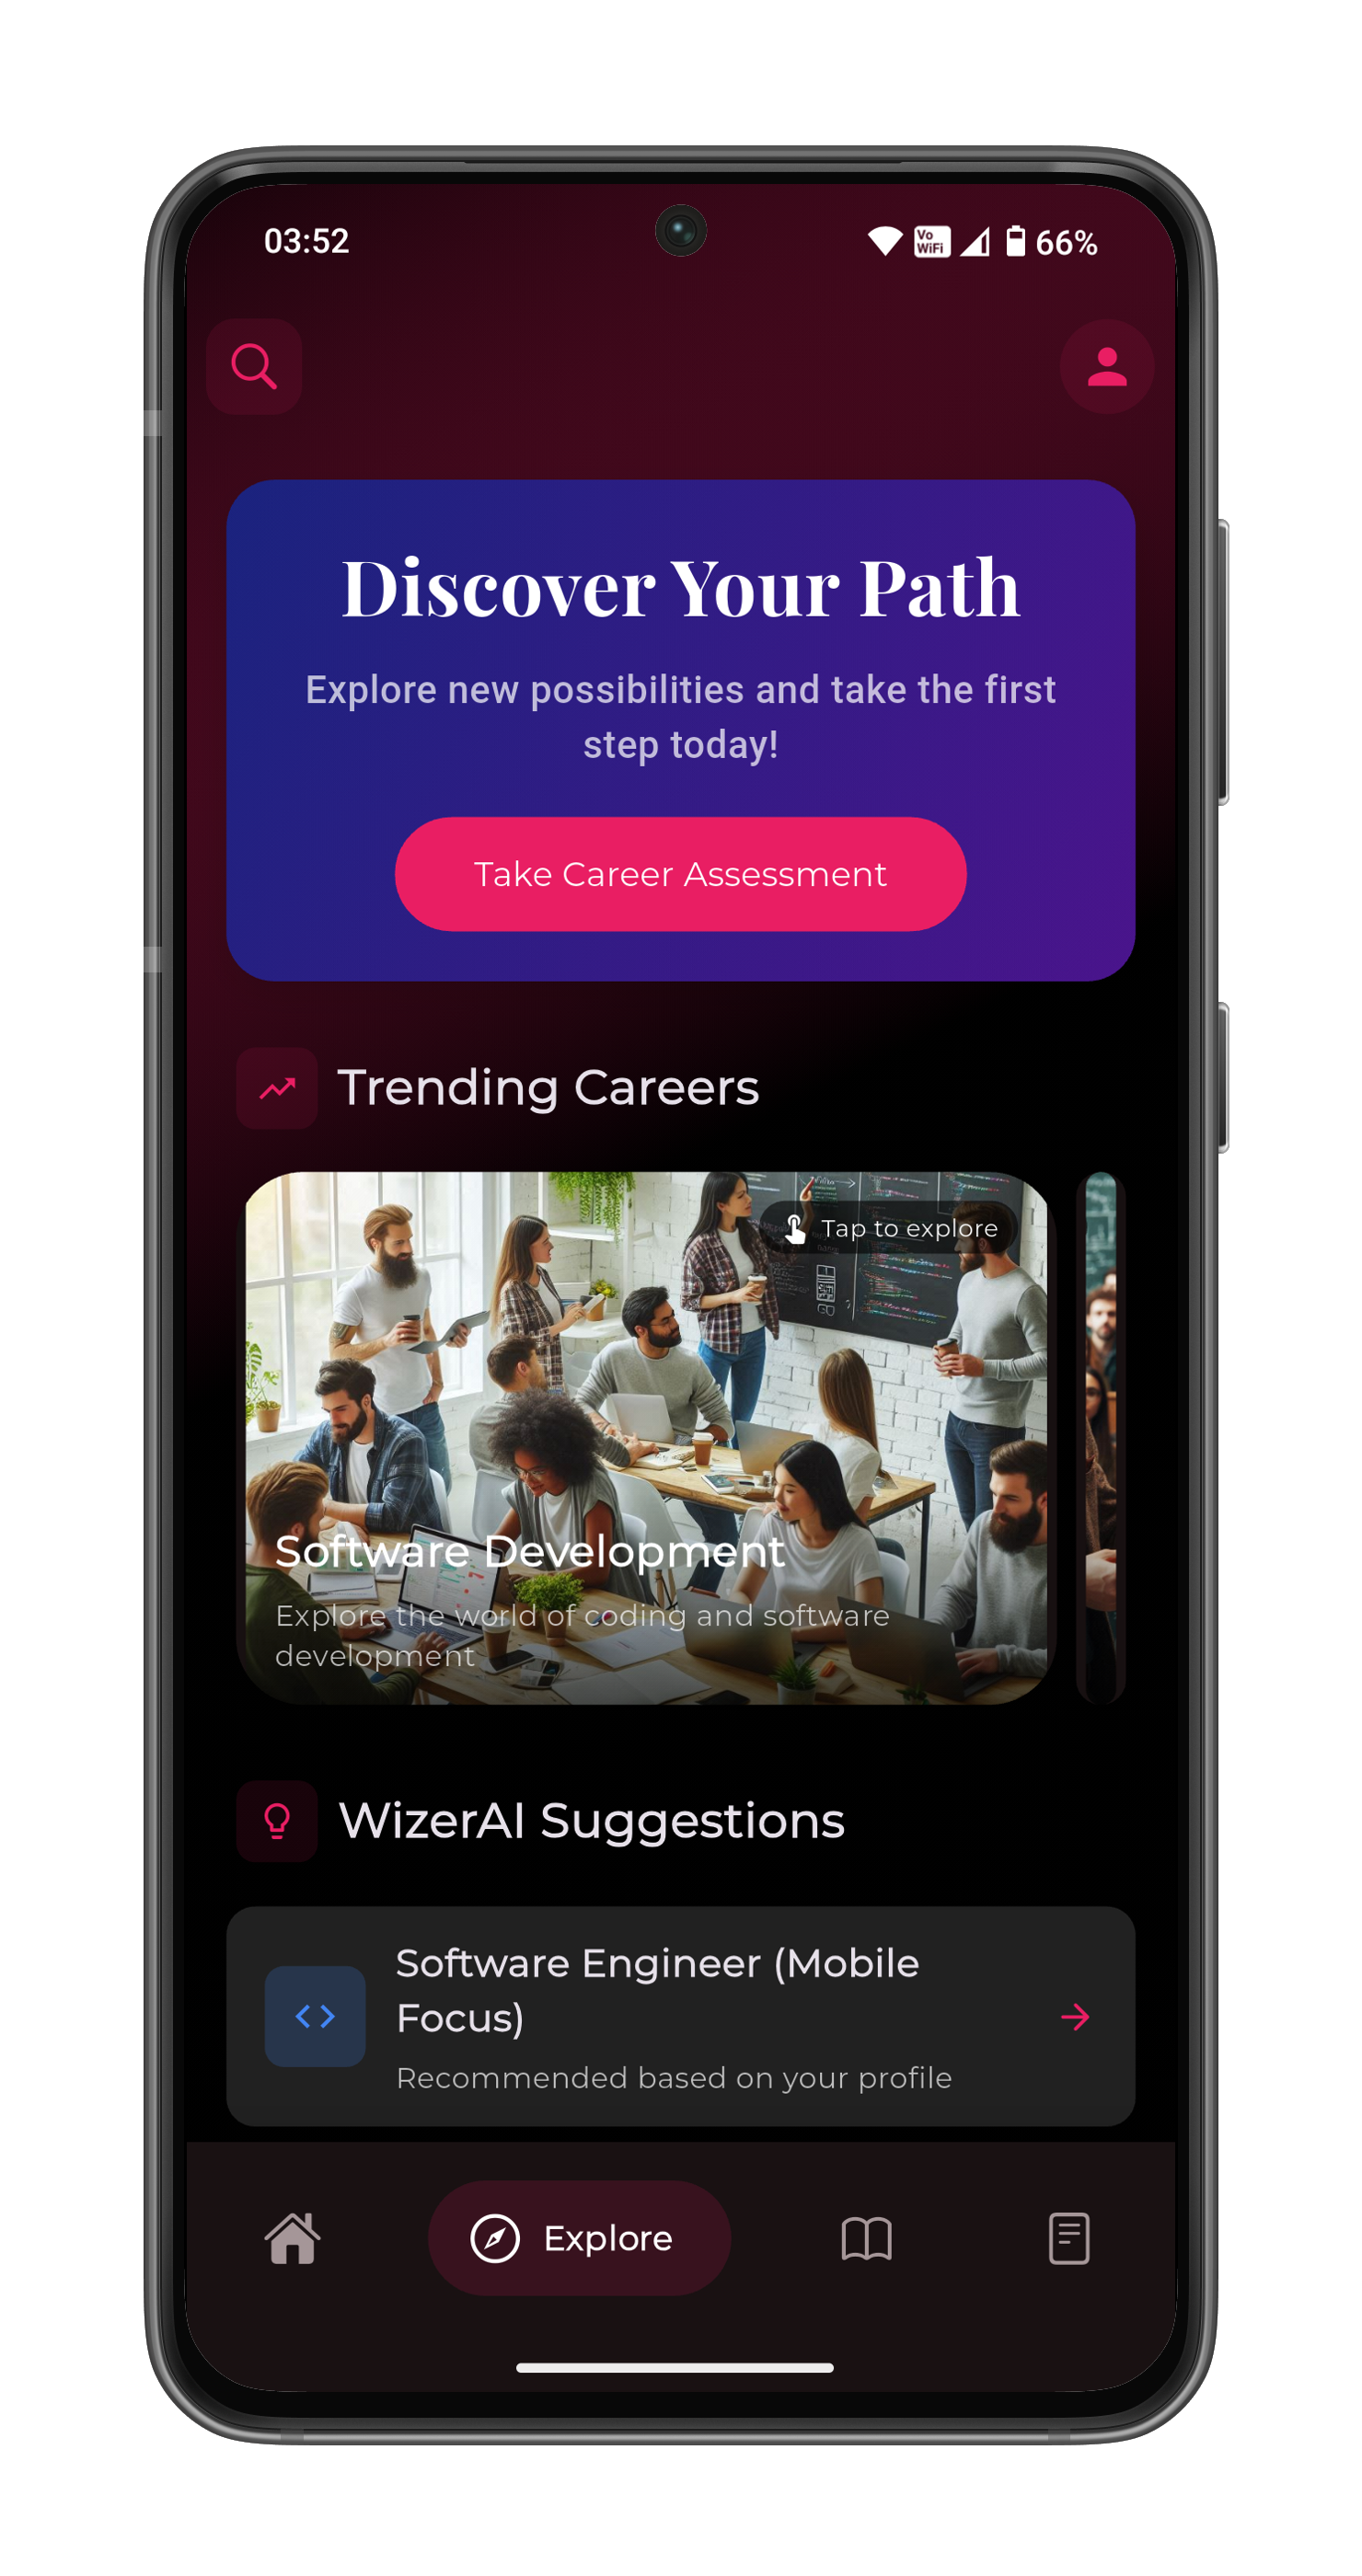 03:52
Vo
WiFi
66%
Discover Your Path
Explore new possibilities and take the first
step today!
Take Career Assessment
Trending Careers
Tap to explore
Software Development
Explore the world of coding and software
development
WizerAI Suggestions
Software Engineer (Mobile
Focus)
Recommended based on your profile
Explore